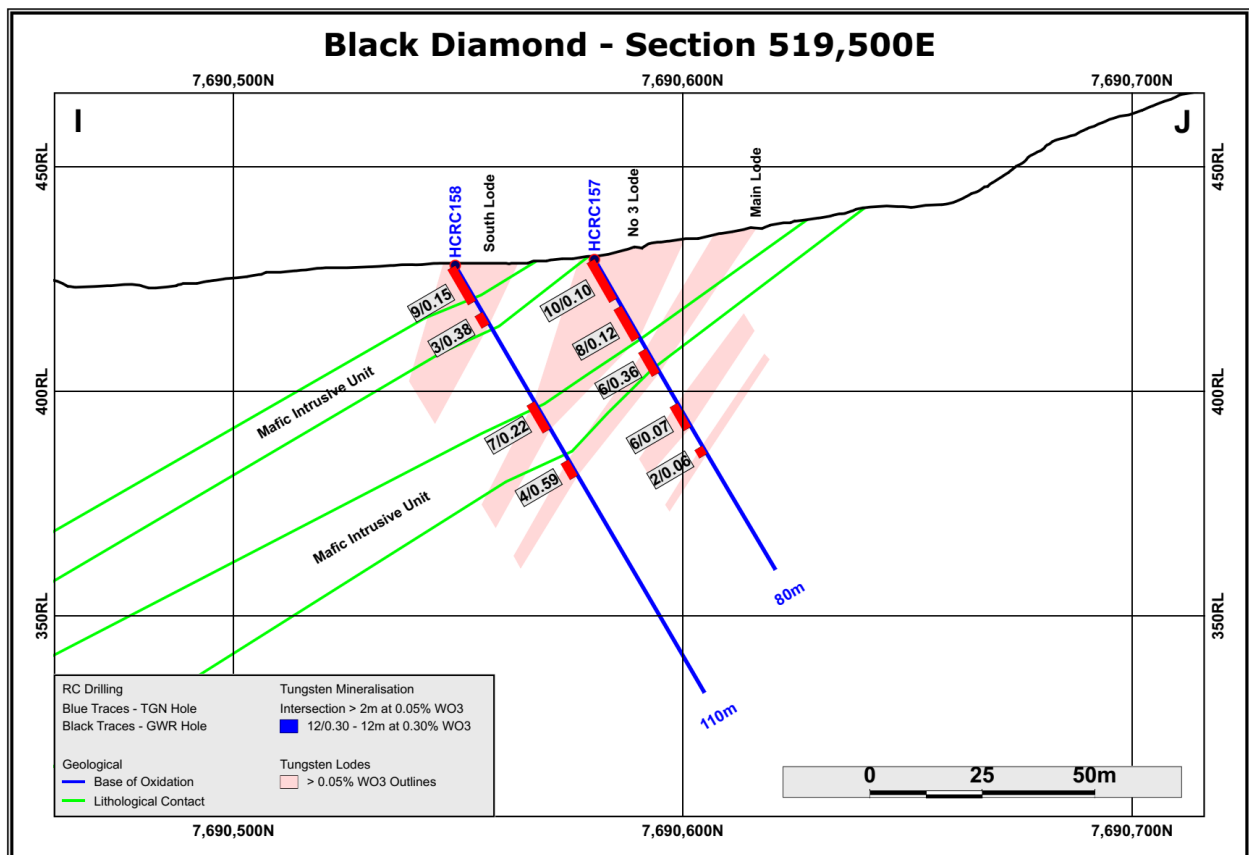 Black Diamond - Section 519,500E
7,690,500N
7,690,600N
7,690,700N
I
J
450RL
450RL
HCRC158
South Lode
HCRC157
No 3 Lode
Main Lode
9/0.15
3/0.38
10/0.10
8/0.12
6/0.36
6/0.07
2/0.06
7/0.22
4/0.59
400RL
400RL
Mafic Intrusive Unit
Mafic Intrusive Unit
80m
110m
350RL
350RL
RC Drilling
Blue Traces - TGN Hole
Black Traces - GWR Hole
Geological
Base of Oxidation
Lithological Contact
Tungsten Mineralisation
Intersection > 2m at 0.05% WO3
12/0.30 - 12m at 0.30% WO3
Tungsten Lodes
> 0.05% WO3 Outlines
0 25 50m
7,690,500N
7,690,600N
7,690,700N